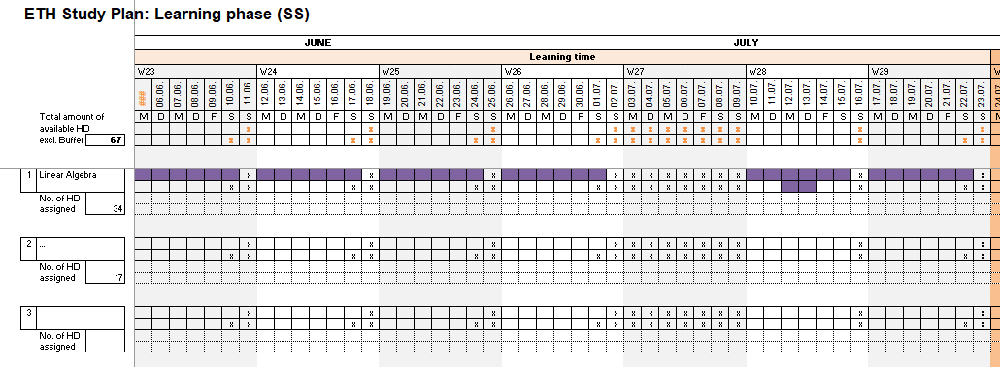 ETH Study Plan: Learning phase (SS)
JUNE JULY
Learning time
W23 W24 W25 W26 W27 W28 W29 W
### 06.06. 07.06. 08.06. 09.06. 10.06. 11.06. 12.06. 13.06. 14.06. 15.06. 16.06. 17.06. 18.06. 19.06. 20.06. 21.06. 22.06. 23.06. 24.06. 25.06. 26.06. 27.06. 28.06. 29.06. 30.06. 01.07. 02.07. 03.07. 04.07. 05.07. 06.07. 07.07. 08.07. 09.07. 10.07. 11.07. 12.07. 13.07. 14.07. 15.07. 16.07. 17.07. 18.07. 19.07. 20.07. 21.07. 22.07. 23.07. 24.07.
Total amount of M D M D F S S M D M D F S S M D M D F S S M D M D F S S M D M D F S S M D M D F S S M D M D F S S M
available HD x x x x x x x x x x x x x
excl. Buffer 67 x x x x x x x x x x x x x x x x x x
1 Linear Algebra x x x x x x x x x x x x x
x x x x x x x x x x x x x x x x x x
No. of HD
assigned 34
2 ... x x x x x x x x x x x x x
x x x x x x x x x x x x x x x x x x
No. of HD
assigned 17
3 x x x x x x x x x x x x x
x x x x x x x x x x x x x x x x x x
No. of HD
assigned